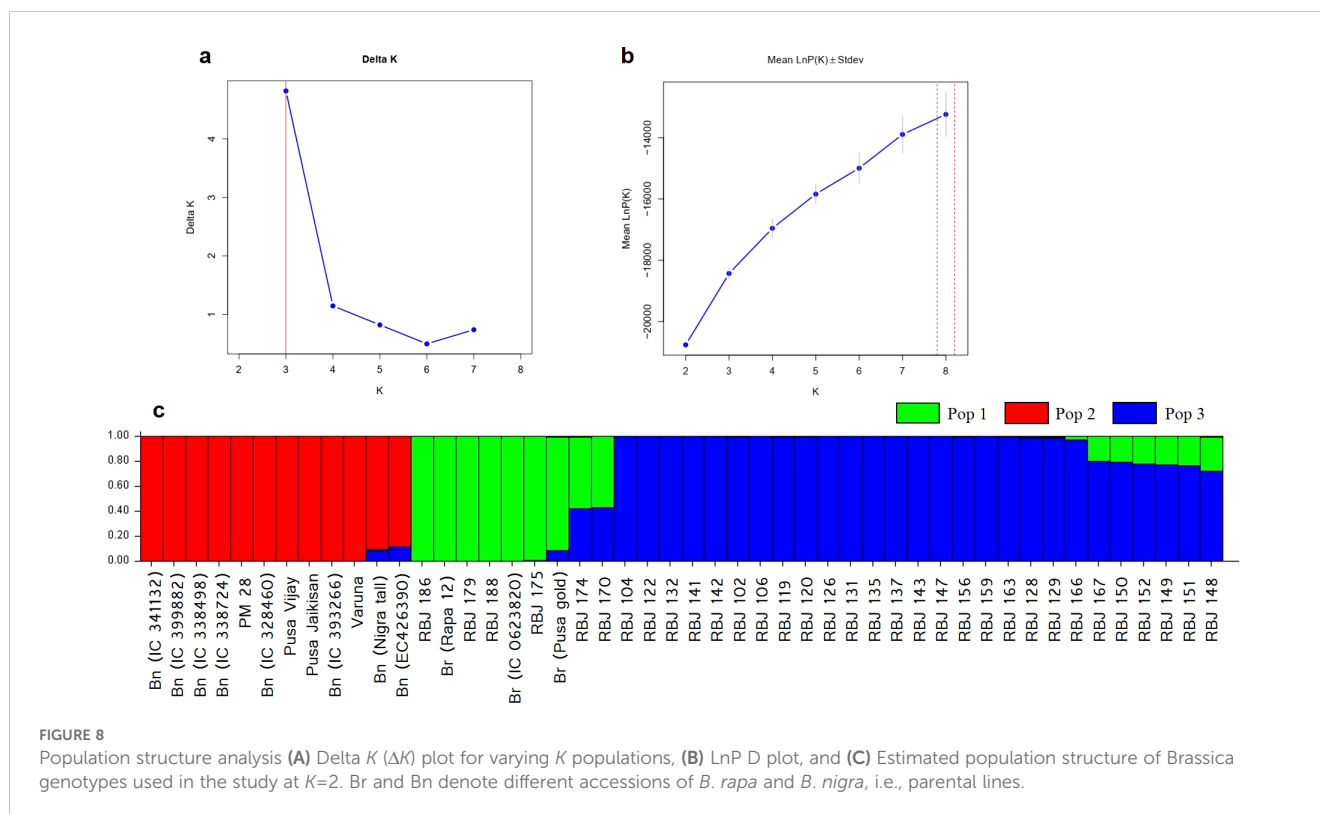 a
Delta K
Delta K
4
3
2
1
2 3 4 5 6 7 8
K
b
Mean LnP(K)±Stdev
Mean LnP(K)
−14000
−16000
−18000
−20000
2 3 4 5 6 7 8
K
c
Pop 1 Pop 2 Pop 3
1.00
0.80
0.60
0.40
0.20
0.00
Bn (IC 341132)
Bn (IC 399882)
Bn (IC 338498)
Bn (IC 338724)
PM 28
Bn (IC 328460)
Pusa Vijay
Pusa Jaikisan
Bn (IC 393266)
Varuna
Bn (Nigra tall)
Bn (EC426390)
RBJ 186
Br (Rapa 12)
RBJ 179
RBJ 188
Br (IC 0623820)
RBJ 175
Br (Pusa gold)
RBJ 174
RBJ 170
RBJ 104
RBJ 122
RBJ 132
RBJ 141
RBJ 142
RBJ 102
RBJ 106
RBJ 119
RBJ 120
RBJ 126
RBJ 131
RBJ 135
RBJ 137
RBJ 143
RBJ 147
RBJ 156
RBJ 159
RBJ 163
RBJ 128
RBJ 129
RBJ 166
RBJ 167
RBJ 150
RBJ 152
RBJ 149
RBJ 151
RBJ 148
FIGURE 8
Population structure analysis (A) Delta K (ΔK) plot for varying K populations, (B) LnP D plot, and (C) Estimated population structure of Brassica
genotypes used in the study at K=2. Br and Bn denote different accessions of B. rapa and B. nigra, i.e., parental lines.